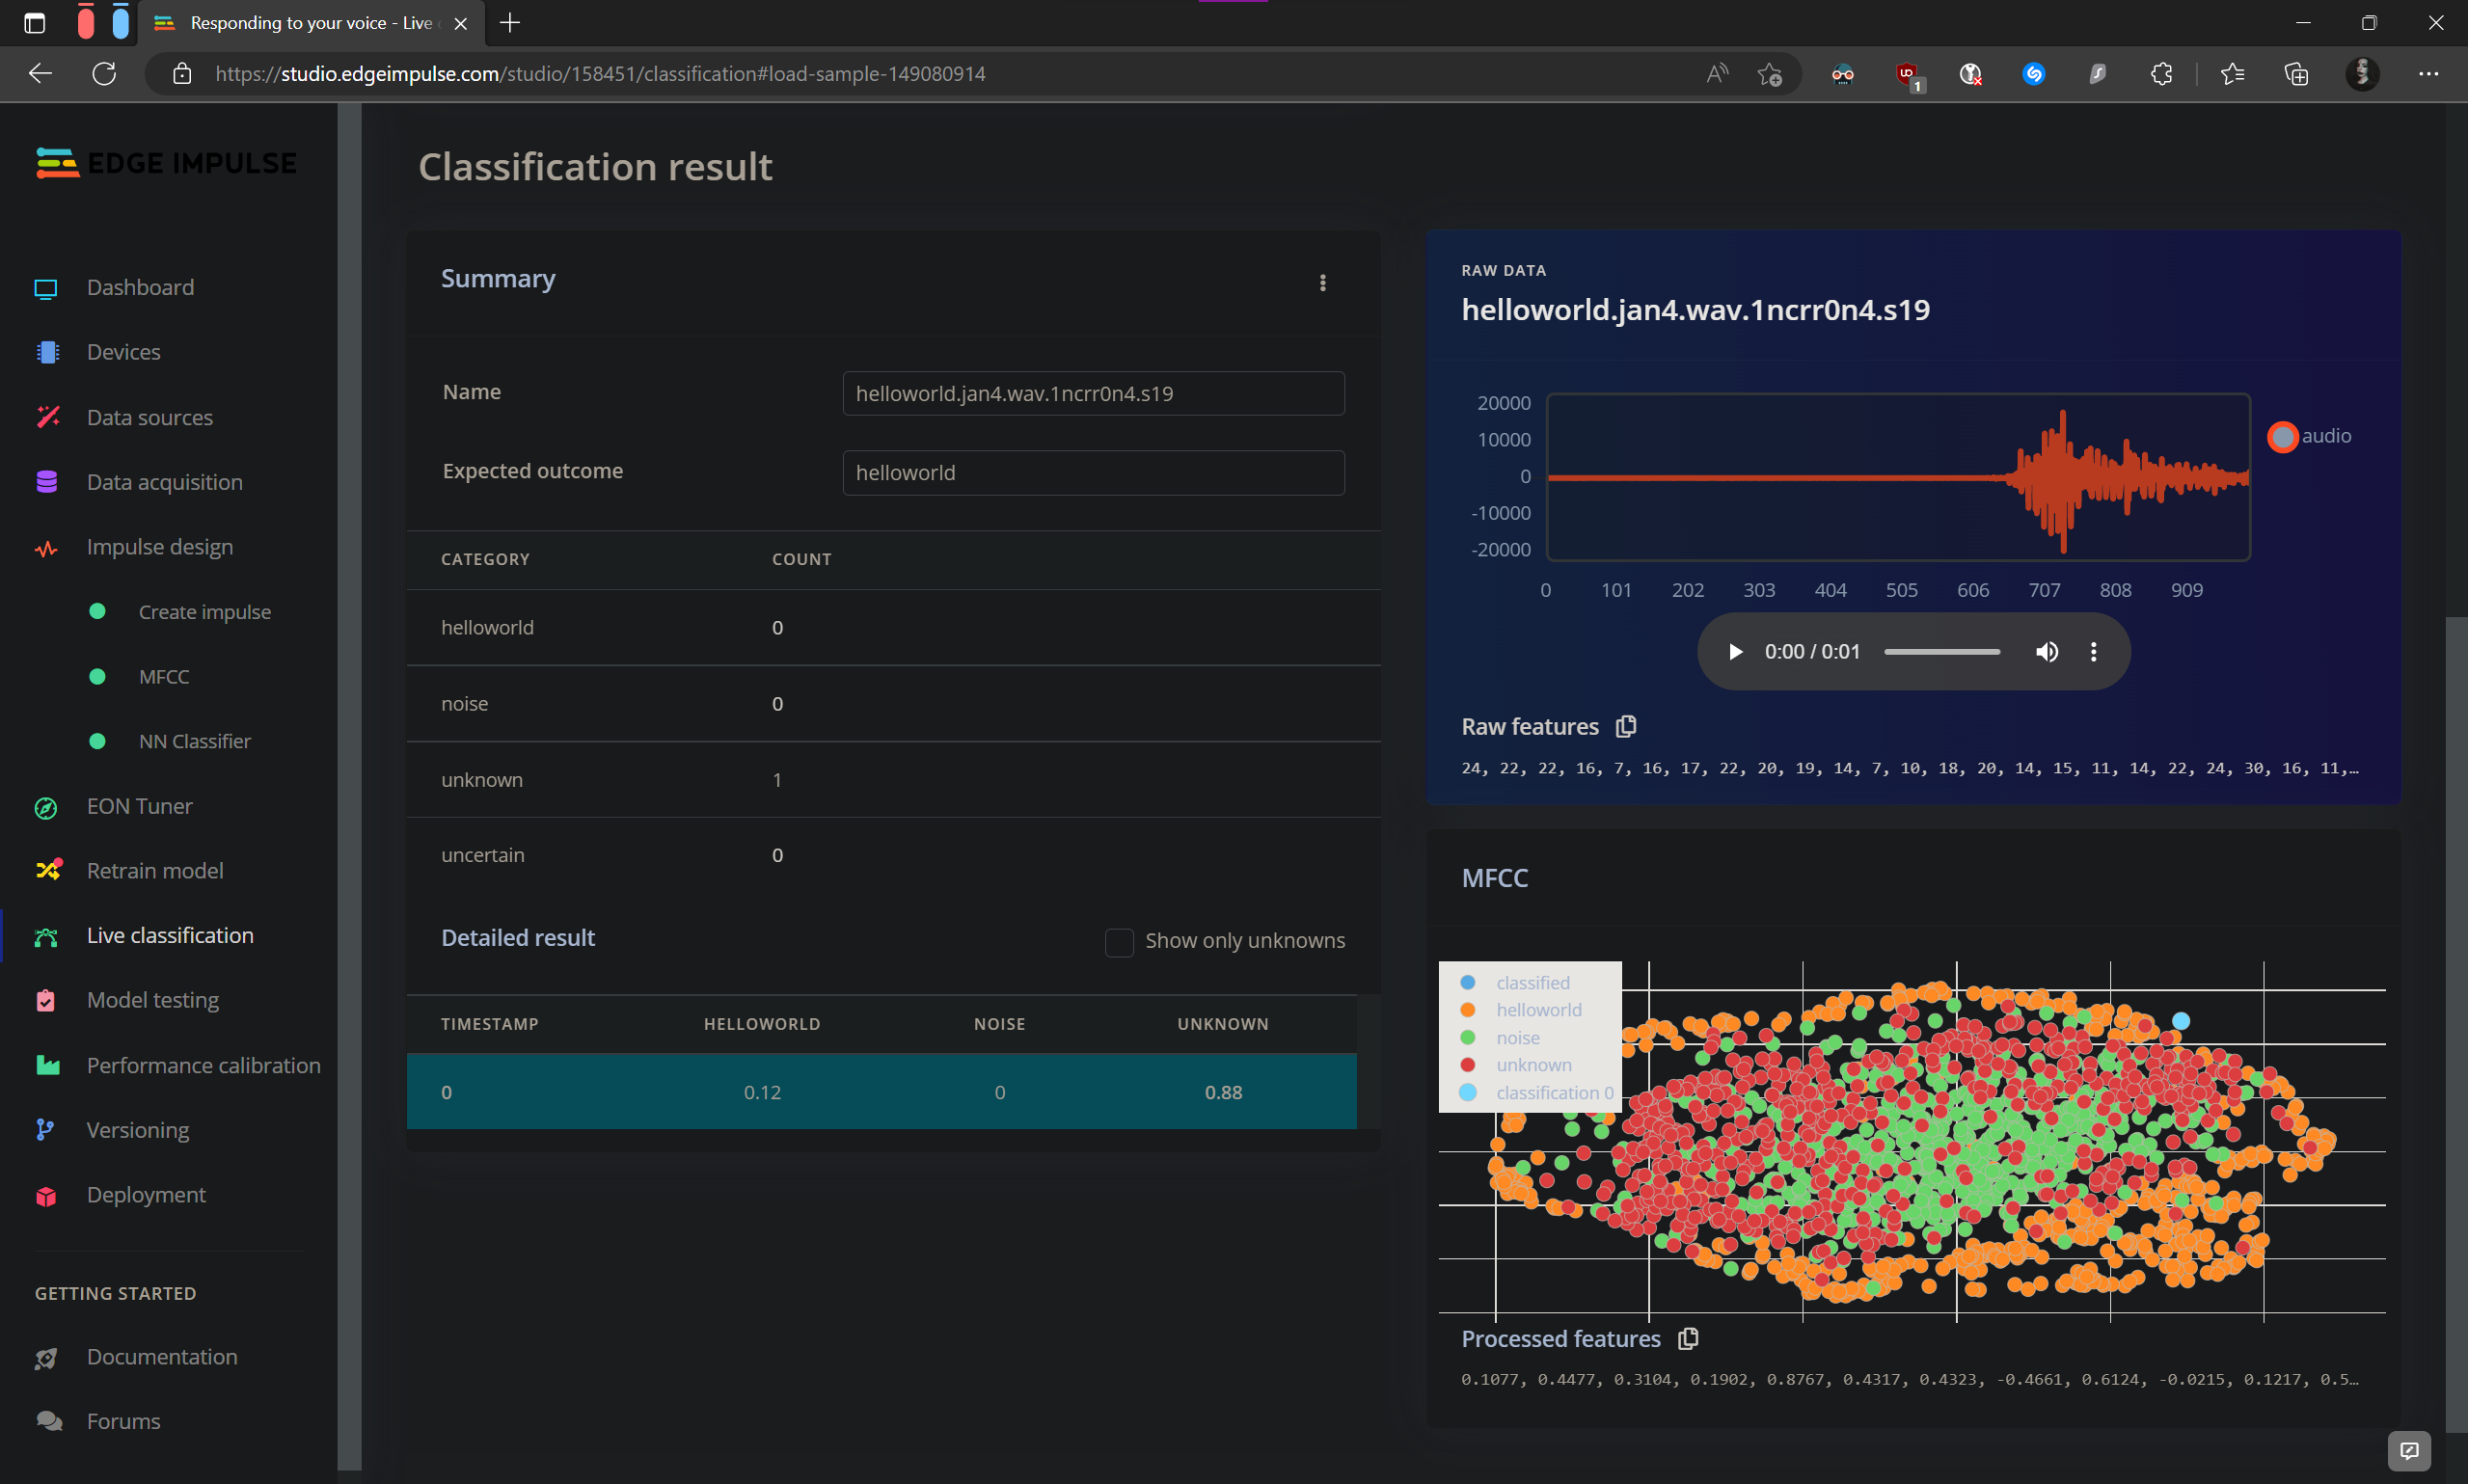 Responding to your voice - Live
https://studio.edgeimpulse.com/studio/158451/classification#load-sample-149080914
1
EDGE IMPULSE
Dashboard
Devices
Data sources
Data acquisition
Impulse design
Create impulse
MFCC
NN Classifier
EON Tuner
Retrain model
Live classification
Model testing
Performance calibration
Versioning
Deployment
GETTING STARTED
Documentation
Forums
Classification result
Summary
Name
helloworld.jan4.wav.1ncrr0n4.s19
Expected outcome
helloworld
CATEGORY COUNT
helloworld 0
noise 0
unknown 1
uncertain 0
Detailed result
Show only unknowns
TIMESTAMP HELLOWORLD NOISE UNKNOWN
0 0.12 0 0.88
RAW DATA
helloworld.jan4.wav.1ncrr0n4.s19
20000
10000
0
-10000
-20000
0 101 202 303 404 505 606 707 808 909
audio
0:00 / 0:01
Raw features
24, 22, 22, 16, 7, 16, 17, 22, 20, 19, 14, 7, 10, 18, 20, 14, 15, 11, 14, 22, 24, 30, 16, 11,…
MFCC
classified
helloworld
noise
unknown
classification 0
Processed features
0.1077, 0.4477, 0.3104, 0.1902, 0.8767, 0.4317, 0.4323, -0.4661, 0.6124, -0.0215, 0.1217, 0.5…